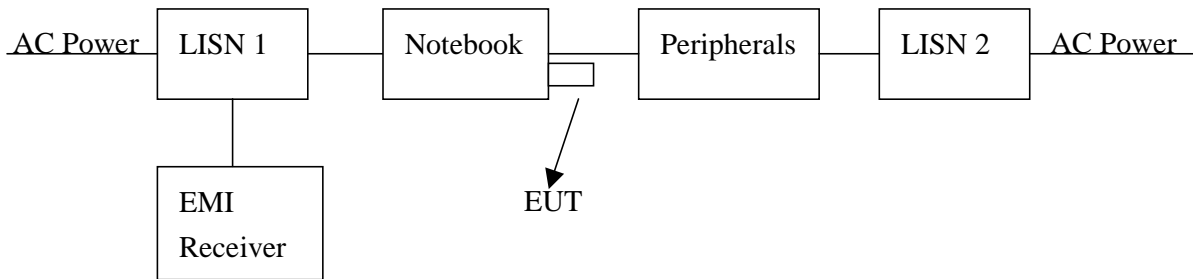 AC Power
LISN 1
Notebook
Peripherals
LISN 2
AC Power
EMI
Receiver
EUT